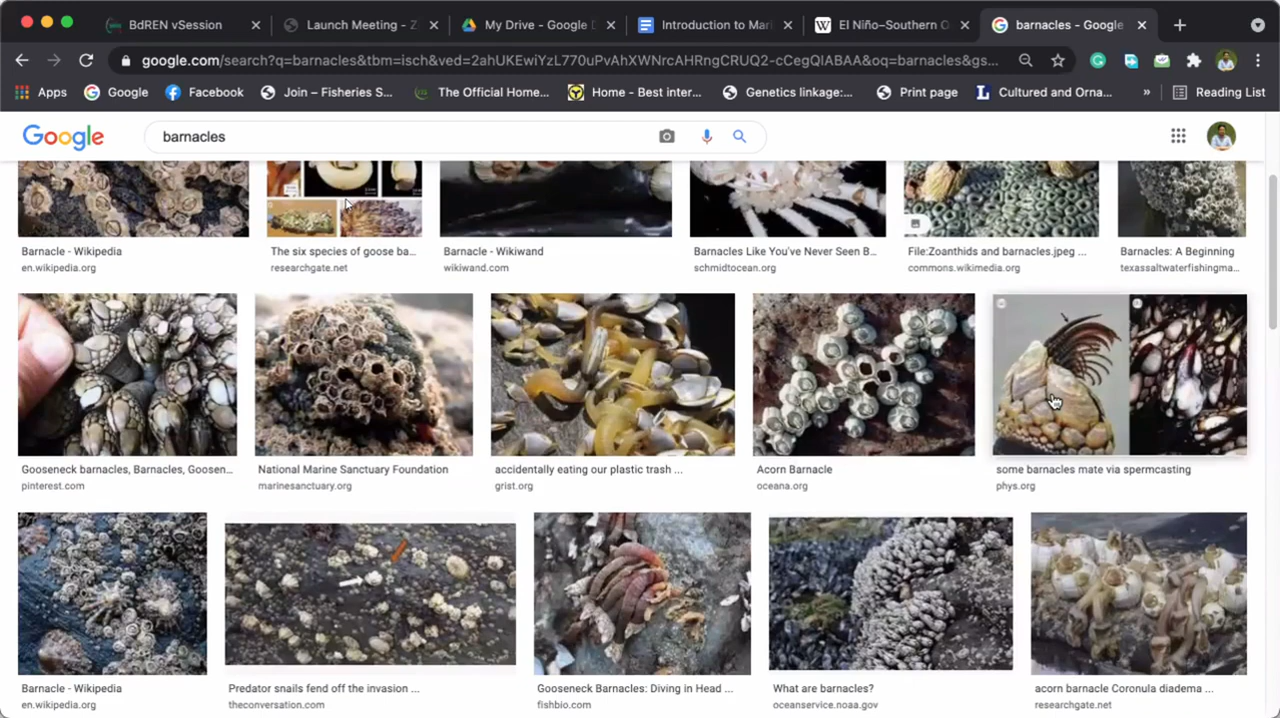 BdREN vSession
Launch Meeting - Z
My Drive - Google D
Introduction to Mari
El Niño–Southern O
barnacles - Google
google.com/search?q=barnacles&tbm=isch&ved=2ahUKEwiYzL770uPvAhXWNrcAHRngCRUQ2-cCegQIABAA&oq=barnacles&gs...
Apps
Google
Facebook
Join – Fisheries S...
The Official Home...
Home - Best inter...
Genetics linkage:...
Print page
Cultured and Orna...
»
Reading List
Google
barnacles
Barnacle - Wikipedia
en.wikipedia.org
The six species of goose ba...
researchgate.net
Barnacle - Wikiwand
wikiwand.com
Barnacles Like You've Never Seen B...
schmidtocean.org
File:Zoanthids and barnacles.jpeg ...
commons.wikimedia.org
Barnacles: A Beginning
texassaltwaterfishingma...
Gooseneck barnacles, Barnacles, Goosen...
pinterest.com
National Marine Sanctuary Foundation
marinesanctuary.org
accidentally eating our plastic trash ...
grist.org
Acorn Barnacle
oceana.org
some barnacles mate via spermcasting
phys.org
Barnacle - Wikipedia
en.wikipedia.org
Predator snails fend off the invasion ...
theconversation.com
Gooseneck Barnacles: Diving in Head ...
fishbio.com
What are barnacles?
oceanservice.noaa.gov
acorn barnacle Coronula diadema ...
researchgate.net